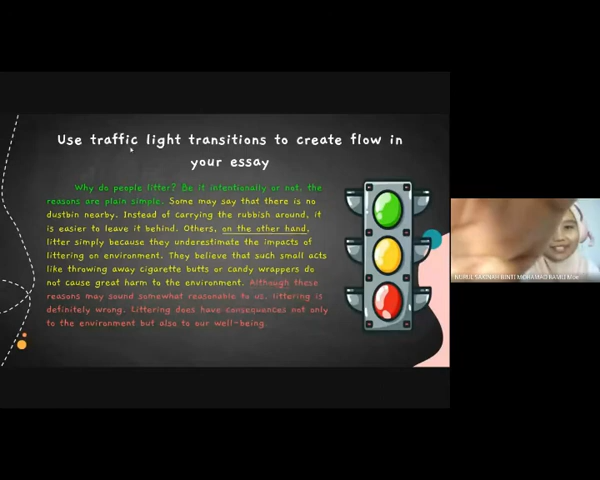 Use traffic light transitions to create flow in
your essay
Why do people litter? Be it intentionally or not, the
reasons are plain simple. Some may say that there is no
dustbin nearby. Instead of carrying the rubbish around, it
is easier to leave it behind. Others, on the other hand,
litter simply because they underestimate the impacts of
littering on environment. They believe that such small acts
like throwing away cigarette butts or candy wrappers do
not cause great harm to the environment. Although these
reasons may sound somewhat reasonable to us, littering is
definitely wrong. Littering does have consequences not only
to the environment but also to our well-being.
BINTI MOHAMAD